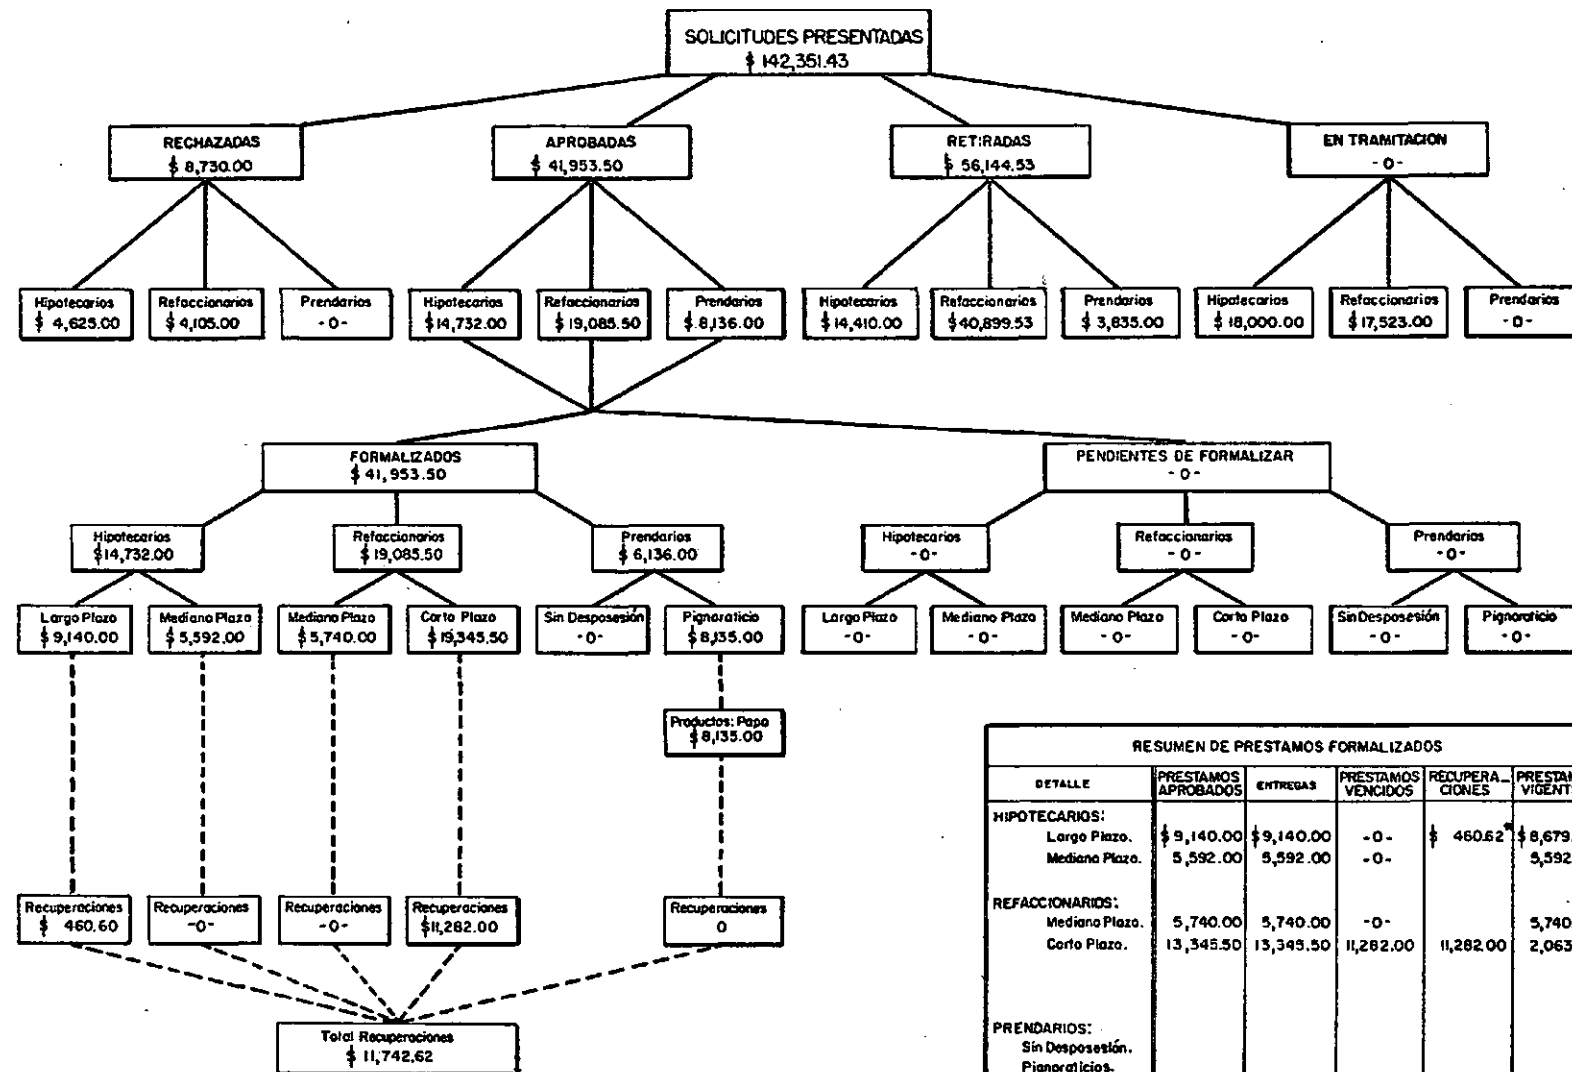 SOLICITUDES PRESENTADAS
$ 142,351.43
RECHAZADAS
$ 8,730.00
APROBADAS
$ 41,953.50
RETIRADAS
$ 56,144.53
EN TRAMITACION
- 0 -
Hipotecarios
$ 4,625.00
Refaccionarios
$ 4,105.00
Prendarios
- 0 -
Hipotecarios
$14,732.00
Refaccionarios
$19,085.50
Prendarios
$ 8,136.00
Hipotecarios
$14,410.00
Refaccionarios
$40,899.53
Prendarios
$ 3,835.00
Hipotecarios
$ 18,000.00
Refaccionarios
$17,523.00
Prendarios
- 0 -
FORMALIZADOS
$ 41,953.50
PENDIENTES DE FORMALIZAR
- 0 -
Hipotecarios
$14,732.00
Refaccionarios
$19,085.50
Prendarios
$ 6,136.00
Hipotecarios
- 0 -
Refaccionarios
- 0 -
Prendarios
- 0 -
Largo Plazo
$ 9,140.00
Mediano Plazo
$ 5,592.00
Mediano Plazo
$ 5,740.00
Corto Plazo
Sin Desposesión
- 0 -
Pignoraticio
$ 8,135.00
Largo Plazo
- 0 -
Mediano Plazo
- 0 -
Mediano Plazo
- 0 -
Corto Plazo
- 0 -
Sin Desposesión
- 0 -
Pignoraticio
- 0 -
Productos: Papa
$ 8,135.00
Recuperaciones
$ 460.60
Recuperaciones
-0-
Recuperaciones
-0-
Recuperaciones
$11,282.00
Recuperaciones
0
Total Recuperaciones
$ 11,742.62
RESUMEN DE PRESTAMOS FORMALIZADOS
DETALLE PRESTAMOS APROBADOS ENTREGAS PRESTAMOS VENCIDOS RECUPERA_CIONES
HIPOTECARIOS:
Largo Plazo. $ 9,140.00 $ 9,140.00 - 0 - $ 460.62* $ 8,679.
Mediano Plazo. 5,592.00 5,592.00 - 0 - 5,592
REFACCIONARIOS:
Mediano Plazo. 5,740.00 5,740.00 -0- 5,740
Corto Plazo. 13,345.50 13,345.50 11,282.00 11,282.00 2,063
PRENDARIOS:
Sin Desposesión.
Pignoraticios.